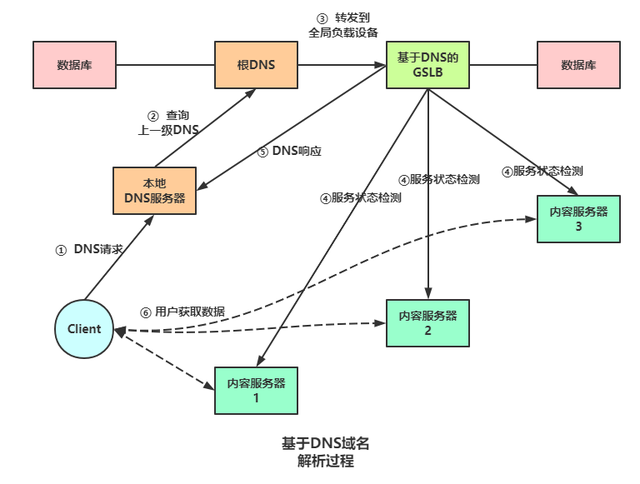 ③ 转发到
全局负载设备
数据库
根DNS
基于DNS的
GSLB
数据库
② 查询
上一级DNS
⑤ DNS响应
本地
DNS服务器
④服务状态检测
④服务状态检测
④服务状态检测
内容服务器
3
① DNS请求
⑥ 用户获取数据
Client
内容服务器
2
内容服务器
1
基于DNS域名
解析过程